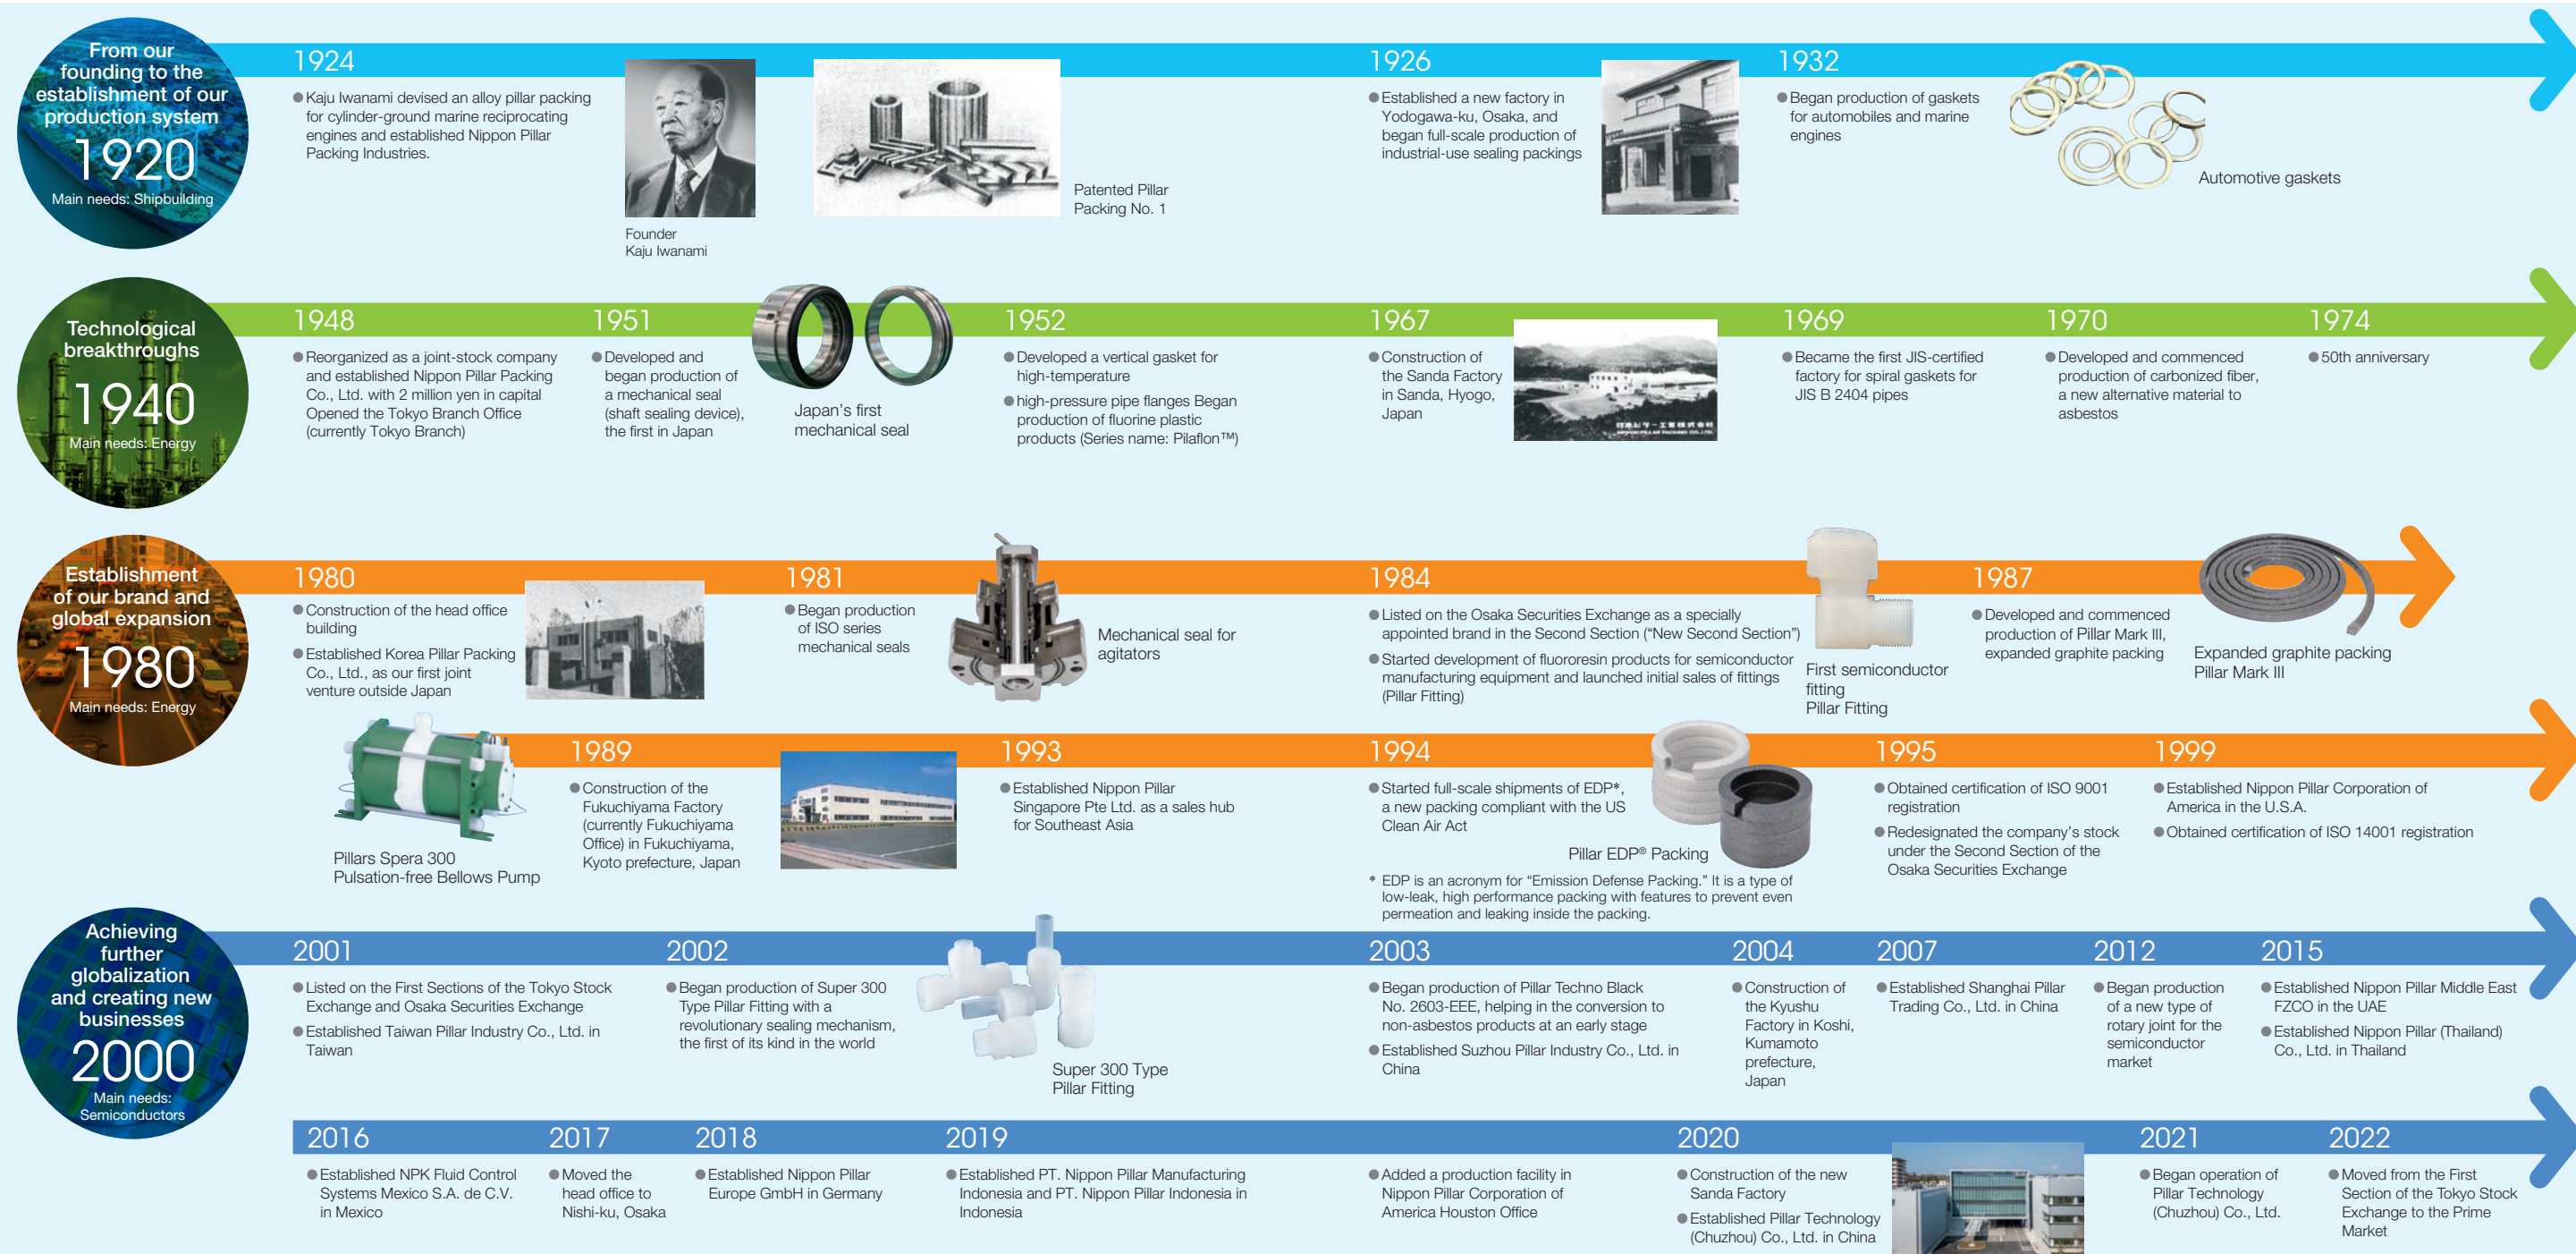 From our
founding to the
establishment of our
production system
1920
Main needs: Shipbuilding
1924
Kaju Iwanami devised an alloy pillar packing
for cylinder-ground marine reciprocating
engines and established Nippon Pillar
Packing Industries.
Founder
Kaju Iwanami
Patented Pillar
Packing No. 1
1926
Established a new factory in
Yodogawa-ku, Osaka, and
began full-scale production of
industrial-use sealing packings
1932
Began production of gaskets
for automobiles and marine
engines
Automotive gaskets
Technological
breakthroughs
1940
Main needs: Energy
1948
Reorganized as a joint-stock company
and established Nippon Pillar Packing
Co., Ltd. with 2 million yen in capital
Opened the Tokyo Branch Office
(currently Tokyo Branch)
1951
Developed and
began production of
a mechanical seal
(shaft sealing device),
the first in Japan
Japan's first
mechanical seal
1952
Developed a vertical gasket for
high-temperature
high-pressure pipe flanges Began
production of fluorine plastic
products (Series name: Pilaflon™)
1967
Construction of
the Sanda Factory
in Sanda, Hyogo,
Japan
日本ピラー工業株式会社
NIPPON PILLAR PACKING CO., LTD.
1969
Became the first JIS-certified
factory for spiral gaskets for
JIS B 2404 pipes
1970
Developed and commenced
production of carbonized fiber,
a new alternative material to
asbestos
1974
50th anniversary
Establishment
of our brand and
global expansion
1980
Main needs: Energy
1980
Construction of the head office
building
Established Korea Pillar Packing
Co., Ltd., as our first joint
venture outside Japan
1981
Began production
of ISO series
mechanical seals
Mechanical seal for
agitators
1984
Listed on the Osaka Securities Exchange as a specially
appointed brand in the Second Section (“New Second Section”)
Started development of fluororesin products for semiconductor
manufacturing equipment and launched initial sales of fittings
(Pillar Fitting)
First semiconductor
fitting
Pillar Fitting
1987
Developed and commenced
production of Pillar Mark III,
expanded graphite packing
Expanded graphite packing
Pillar Mark III
Pillars Spera 300
Pulsation-free Bellows Pump
1989
Construction of the
Fukuchiyama Factory
(currently Fukuchiyama
Office) in Fukuchiyama,
Kyoto prefecture, Japan
1993
Established Nippon Pillar
Singapore Pte Ltd. as a sales hub
for Southeast Asia
1994
Started full-scale shipments of EDP*,
a new packing compliant with the US
Clean Air Act
Pillar EDP® Packing
* EDP is an acronym for “Emission Defense Packing.” It is a type of
low-leak, high performance packing with features to prevent even
permeation and leaking inside the packing.
1995
Obtained certification of ISO 9001
registration
Redesignated the company's stock
under the Second Section of the
Osaka Securities Exchange
1999
Established Nippon Pillar Corporation of
America in the U.S.A.
Obtained certification of ISO 14001 registration
Achieving
further
globalization
and creating new
businesses
2000
Main needs:
Semiconductors
2001
Listed on the First Sections of the Tokyo Stock
Exchange and Osaka Securities Exchange
Established Taiwan Pillar Industry Co., Ltd. in
Taiwan
2002
Began production of Super 300
Type Pillar Fitting with a
revolutionary sealing mechanism,
the first of its kind in the world
Super 300 Type
Pillar Fitting
2003
Began production of Pillar Techno Black
No. 2603-EEE, helping in the conversion to
non-asbestos products at an early stage
Established Suzhou Pillar Industry Co., Ltd. in
China
2004
Construction of
the Kyushu
Factory in Koshi,
Kumamoto
prefecture,
Japan
2007
Established Shanghai Pillar
Trading Co., Ltd. in China
2012
Began production
of a new type of
rotary joint for the
semiconductor
market
2015
Established Nippon Pillar Middle East
FZCO in the UAE
Established Nippon Pillar (Thailand)
Co., Ltd. in Thailand
2016
Established NPK Fluid Control
Systems Mexico S.A. de C.V.
in Mexico
2017
Moved the
head office to
Nishi-ku, Osaka
2018
Established Nippon Pillar
Europe GmbH in Germany
2019
Established PT. Nippon Pillar Manufacturing
Indonesia and PT. Nippon Pillar Indonesia in
Indonesia
Added a production facility in
Nippon Pillar Corporation of
America Houston Office
2020
Construction of the new
Sanda Factory
Established Pillar Technology
(Chuzhou) Co., Ltd. in China
2021
Began operation of
Pillar Technology
(Chuzhou) Co., Ltd.
2022
Moved from the First
Section of the Tokyo Stock
Exchange to the Prime
Market